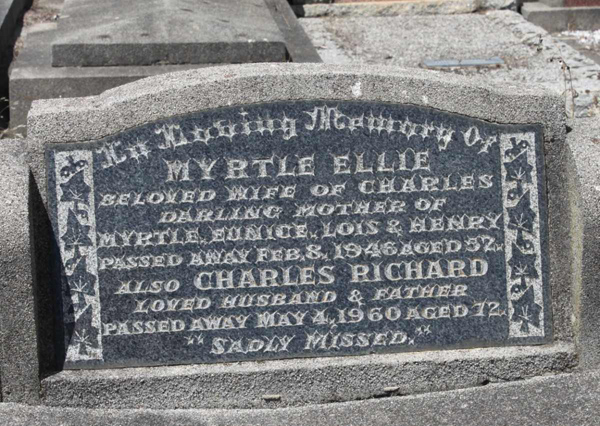 In Loving Memory Of
MYRTLE ELLIE
BELOVED WIFE OF CHARLES
DARLING MOTHER OF
MYRTLE, EUNICE, LOIS & HENRY
PASSED AWAY FEB. 8, 1946 AGED 57.
ALSO CHARLES RICHARD
LOVED HUSBAND & FATHER
PASSED AWAY MAY 4, 1960 AGED 72.
"SADLY MISSED."